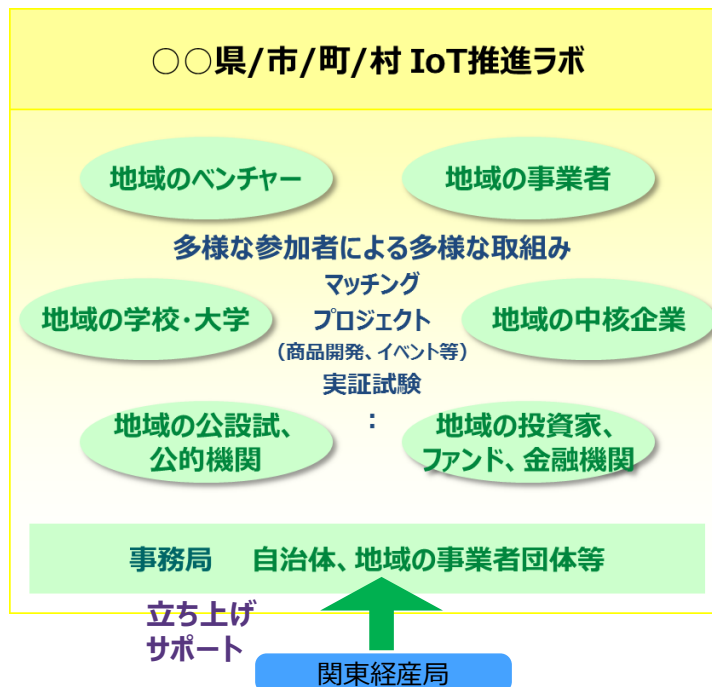 ○○県/市/町/村 IoT推進ラボ
地域のベンチャー
地域の事業者
多様な参加者による多様な取組み
マッチング
地域の学校・大学
プロジェクト
地域の中核企業
（商品開発、イベント等）
実証試験
：
地域の公設試、
公的機関
地域の投資家、
ファンド、金融機関
事務局 自治体、地域の事業者団体等
立ち上げ
サポート
関東経産局